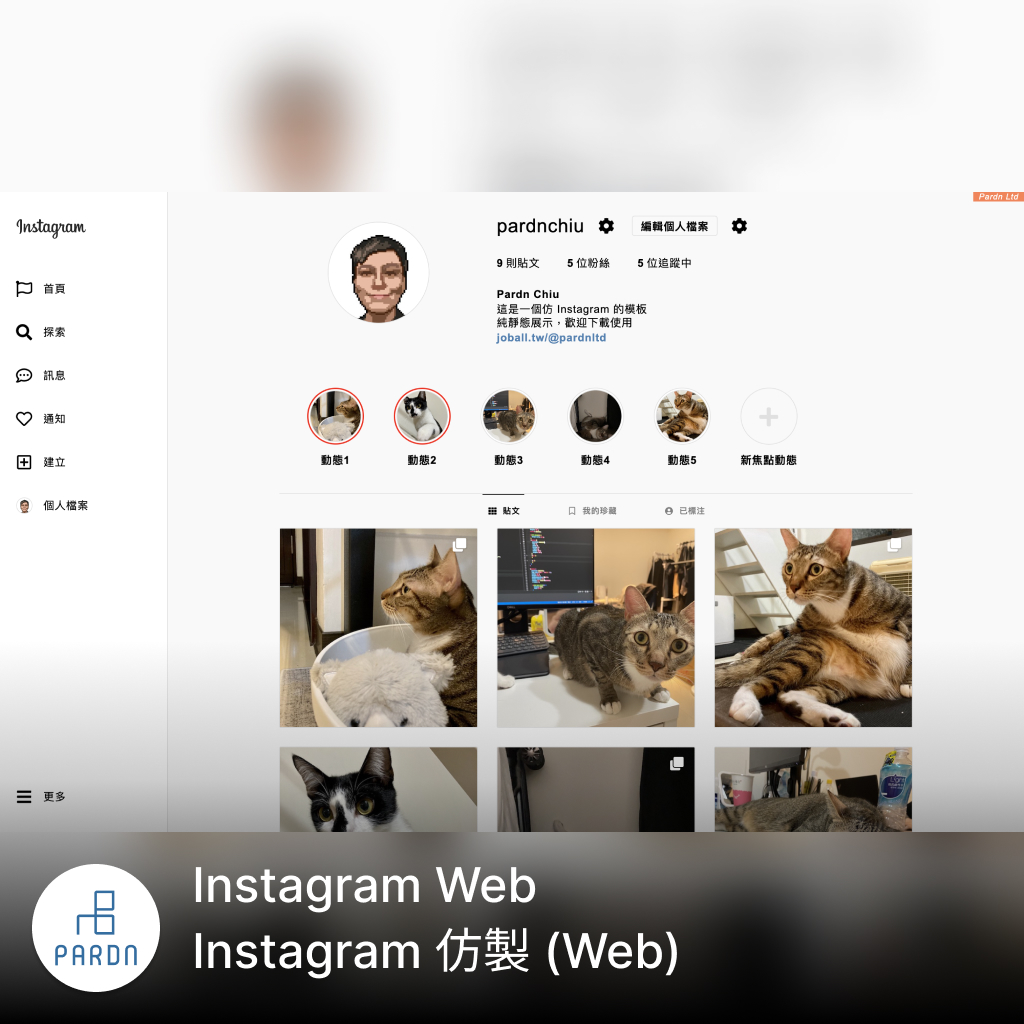 Pardn Ltd
Instagram
首頁
探索
訊息
通知
建立
個人檔案
更多
pardnchiu
編輯個人檔案
9 則貼文
5 位粉絲
5 位追蹤中
Pardn Chiu
這是一個仿 Instagram 的模板
純靜態展示，歡迎下載使用
joball.tw/@pardnltd
動態1
動態2
動態3
動態4
動態5
新焦點動態
貼文
我的珍藏
已標注
PARDN
Instagram Web
Instagram 仿製 (Web)